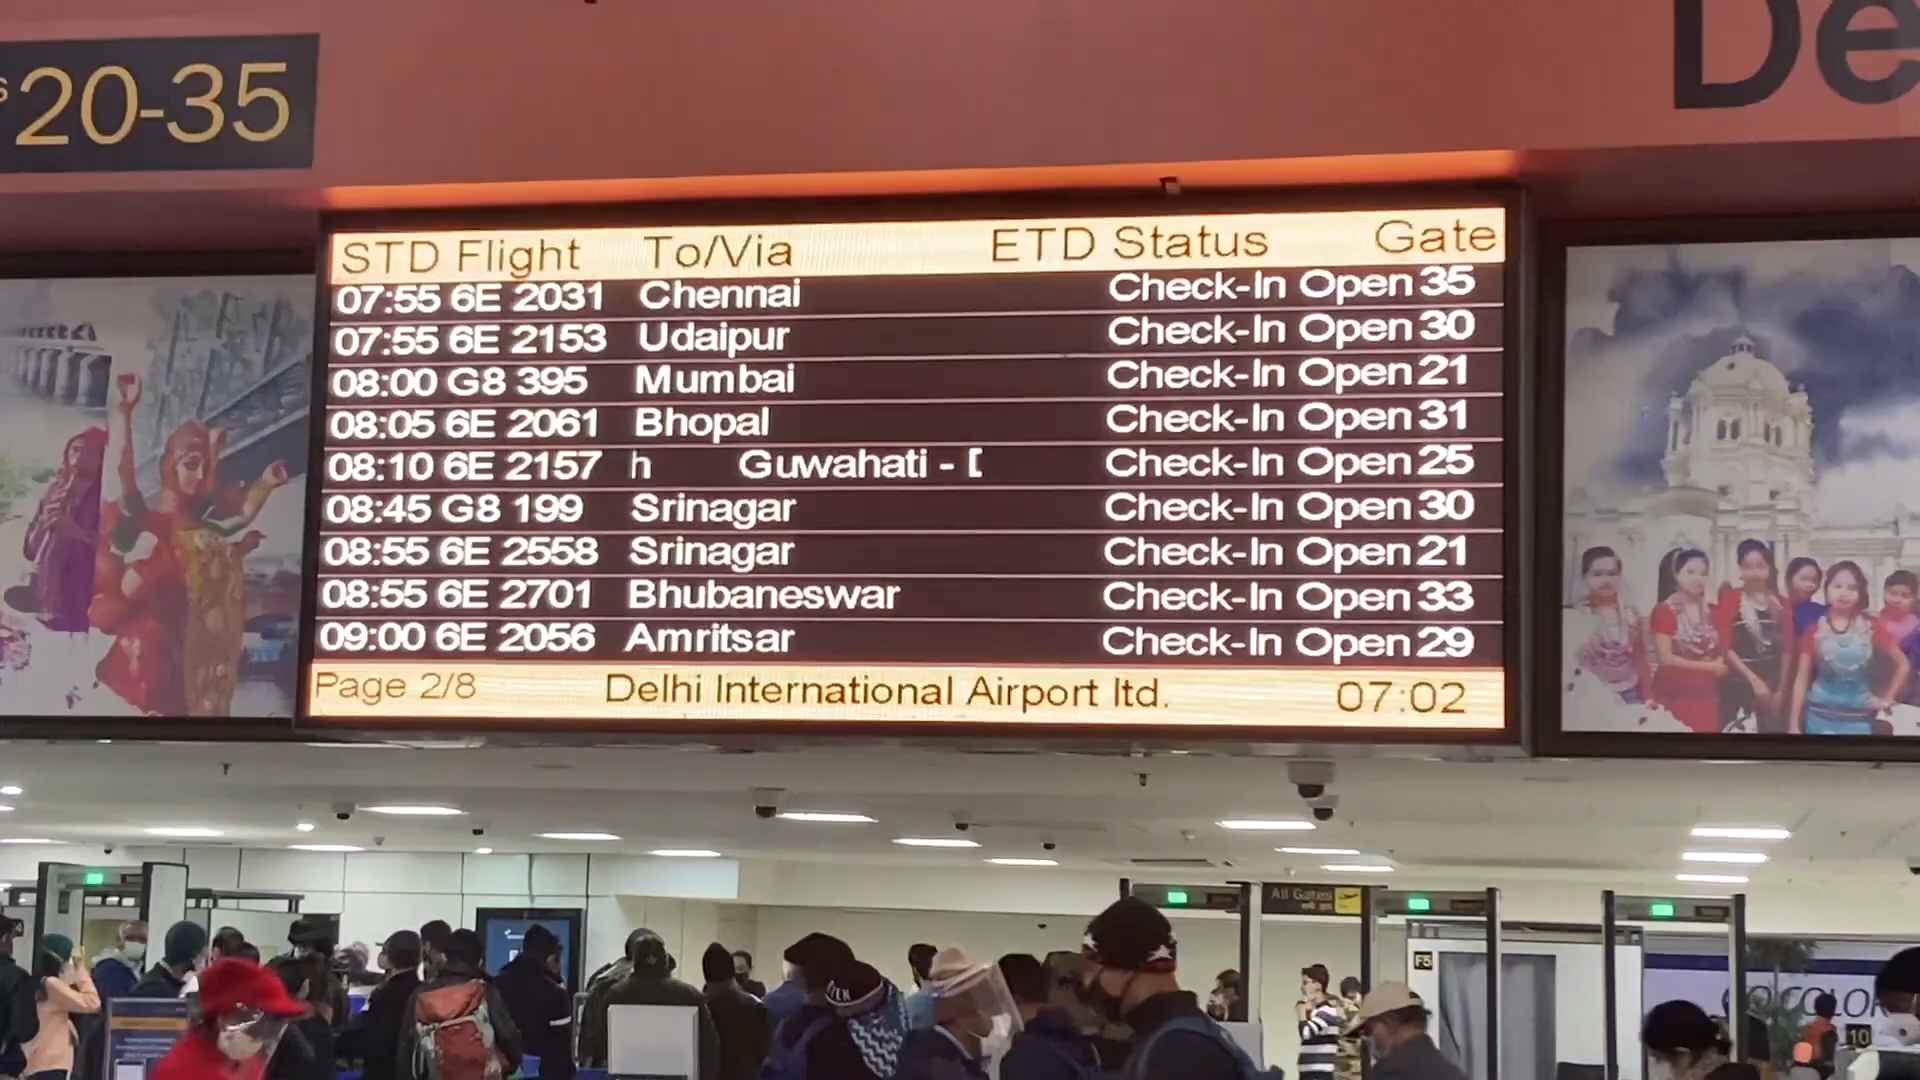 20-35
De
STD Flight To/Via ETD Status Gate
07:55 6E 2031 Chennai Check-In Open 35
07:55 6E 2153 Udaipur Check-In Open 30
08:00 G8 395 Mumbai Check-In Open 21
08:05 6E 2061 Bhopal Check-In Open 31
08:10 6E 2157 h Guwahati - Check-In Open 25
08:45 G8 199 Srinagar Check-In Open 30
08:55 6E 2558 Srinagar Check-In Open 21
08:55 6E 2701 Bhubaneswar Check-In Open 33
09:00 6E 2056 Amritsar Check-In Open 29
Page 2/8 Delhi International Airport ltd. 07:02
All Gates
F5
10